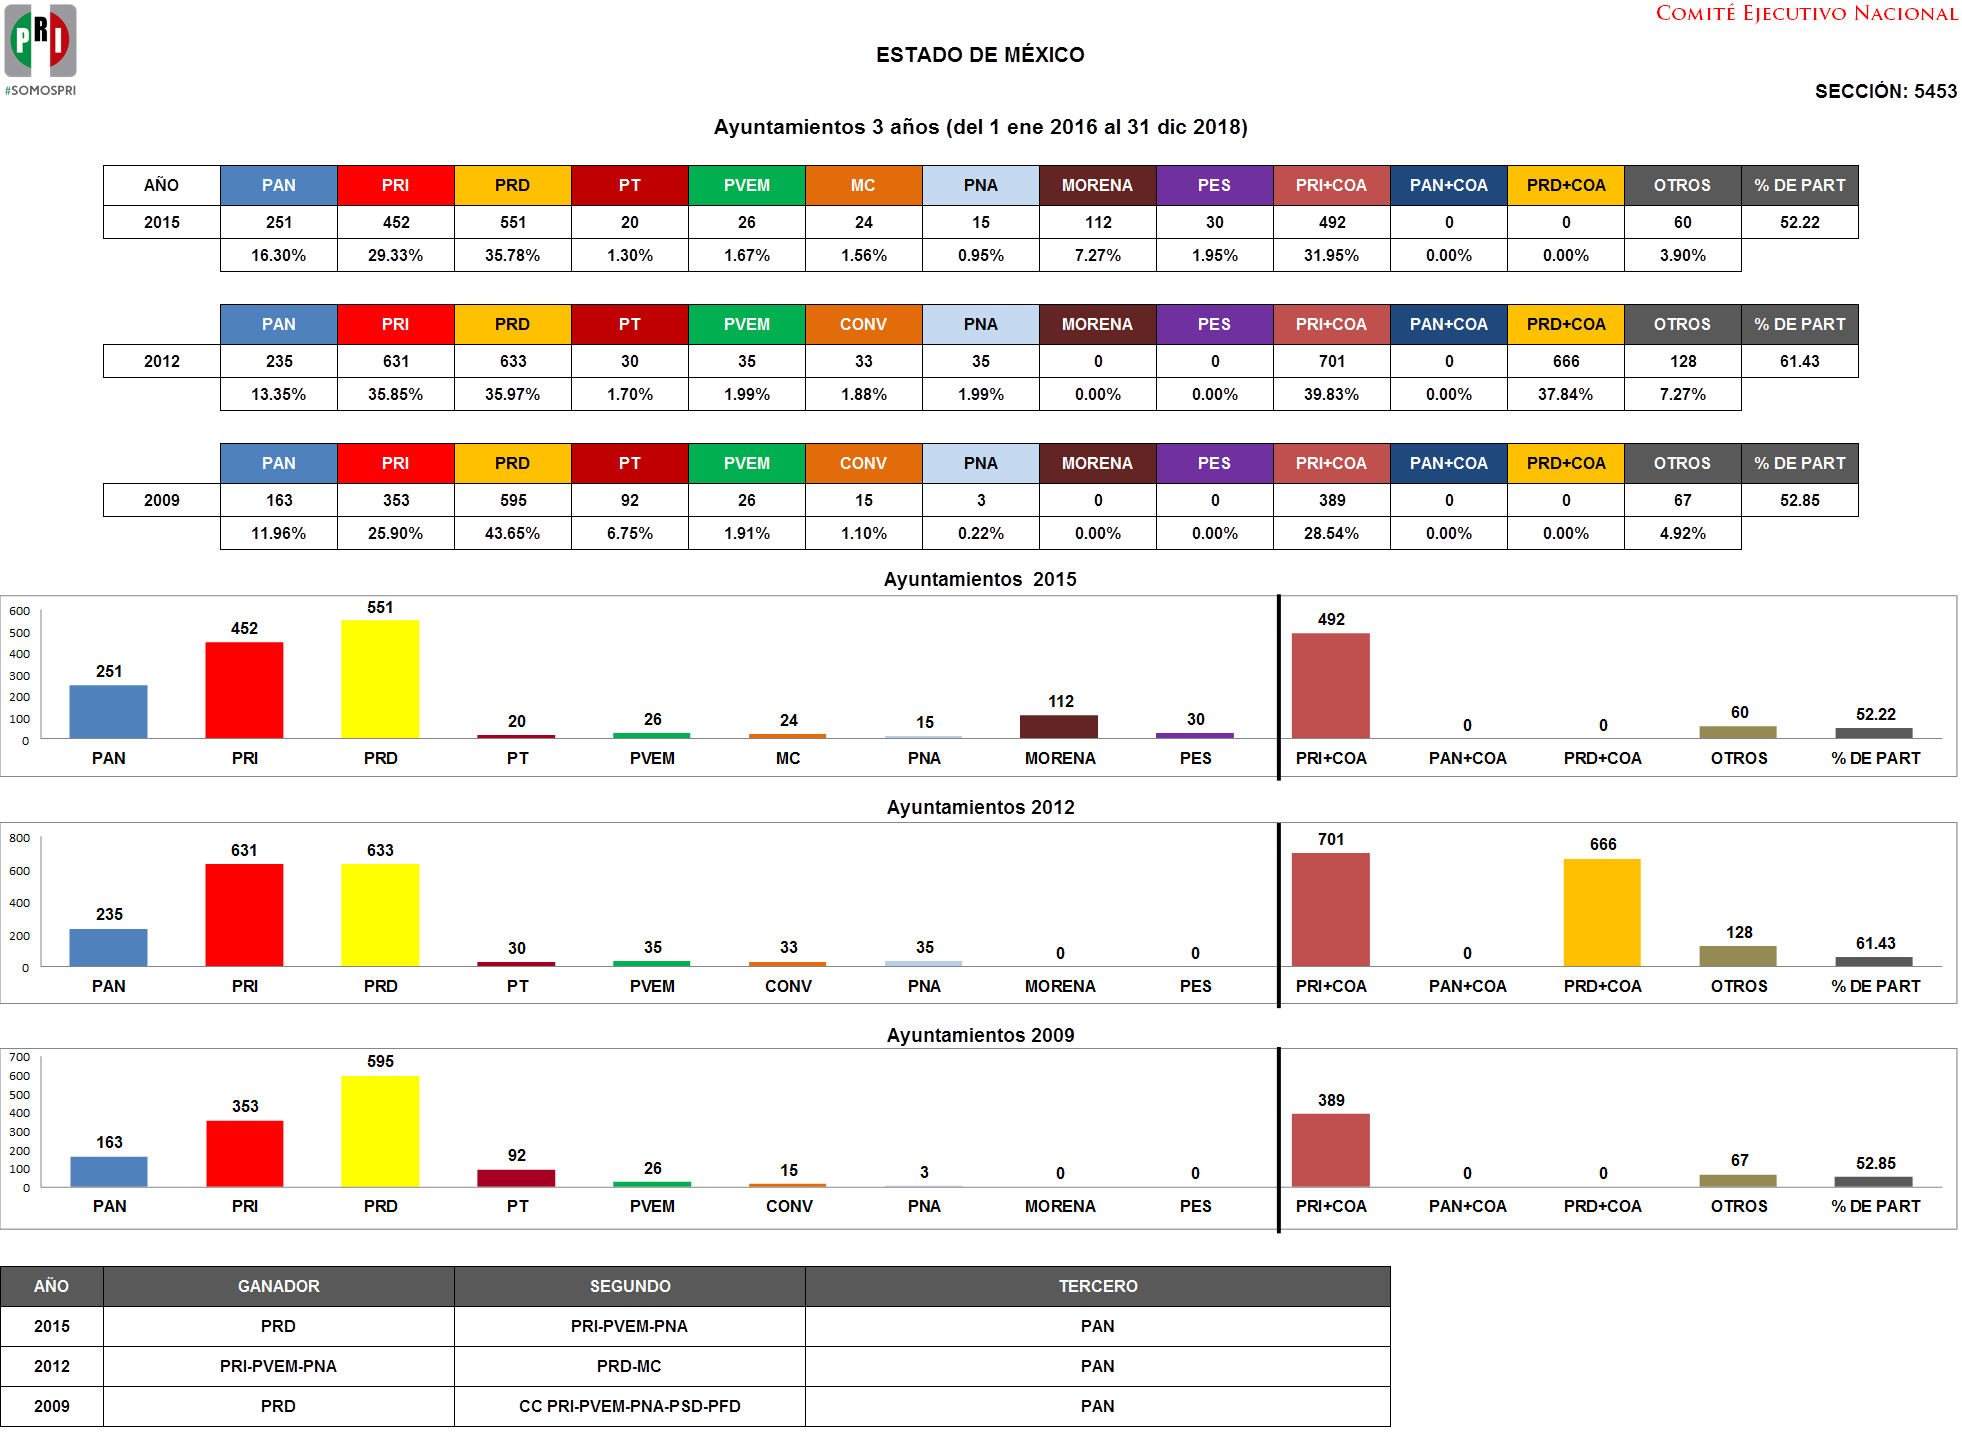 PRI
#SOMOSPRI
COMITÉ EJECUTIVO NACIONAL
ESTADO DE MÉXICO
SECCIÓN: 5453
Ayuntamientos 3 años (del 1 ene 2016 al 31 dic 2018)
AÑO PAN PRI PRD PT PVEM MC PNA MORENA PES PRI+COA PAN+COA PRD+COA OTROS % DE PART
2015 251 452 551 20 26 24 15 112 30 492 0 0 60 52.22
16.30% 29.33% 35.78% 1.30% 1.67% 1.56% 0.95% 7.27% 1.95% 31.95% 0.00% 0.00% 3.90%
PAN PRI PRD PT PVEM CONV PNA MORENA PES PRI+COA PAN+COA PRD+COA OTROS % DE PART
2012 235 631 633 30 35 33 35 0 0 701 0 666 128 61.43
13.35% 35.85% 35.97% 1.70% 1.99% 1.88% 1.99% 0.00% 0.00% 39.83% 0.00% 37.84% 7.27%
PAN PRI PRD PT PVEM CONV PNA MORENA PES PRI+COA PAN+COA PRD+COA OTROS % DE PART
2009 163 353 595 92 26 15 3 0 0 389 0 0 67 52.85
11.96% 25.90% 43.65% 6.75% 1.91% 1.10% 0.22% 0.00% 0.00% 28.54% 0.00% 0.00% 4.92%
Ayuntamientos 2015
600
500
400
300
200
100
0
251 452 551 20 26 24 15 112 30 492 0 0 60 52.22
PAN PRI PRD PT PVEM MC PNA MORENA PES PRI+COA PAN+COA PRD+COA OTROS % DE PART
Ayuntamientos 2012
800
600
400
200
0
235 631 633 30 35 33 35 0 0 701 0 666 128 61.43
PAN PRI PRD PT PVEM CONV PNA MORENA PES PRI+COA PAN+COA PRD+COA OTROS % DE PART
Ayuntamientos 2009
700
600
500
400
300
200
100
0
163 353 595 92 26 15 3 0 0 389 0 0 67 52.85
PAN PRI PRD PT PVEM CONV PNA MORENA PES PRI+COA PAN+COA PRD+COA OTROS % DE PART
AÑO GANADOR SEGUNDO TERCERO
2015 PRD PRI-PVEM-PNA PAN
2012 PRI-PVEM-PNA PRD-MC PAN
2009 PRD CC PRI-PVEM-PNA-PSD-PFD PAN